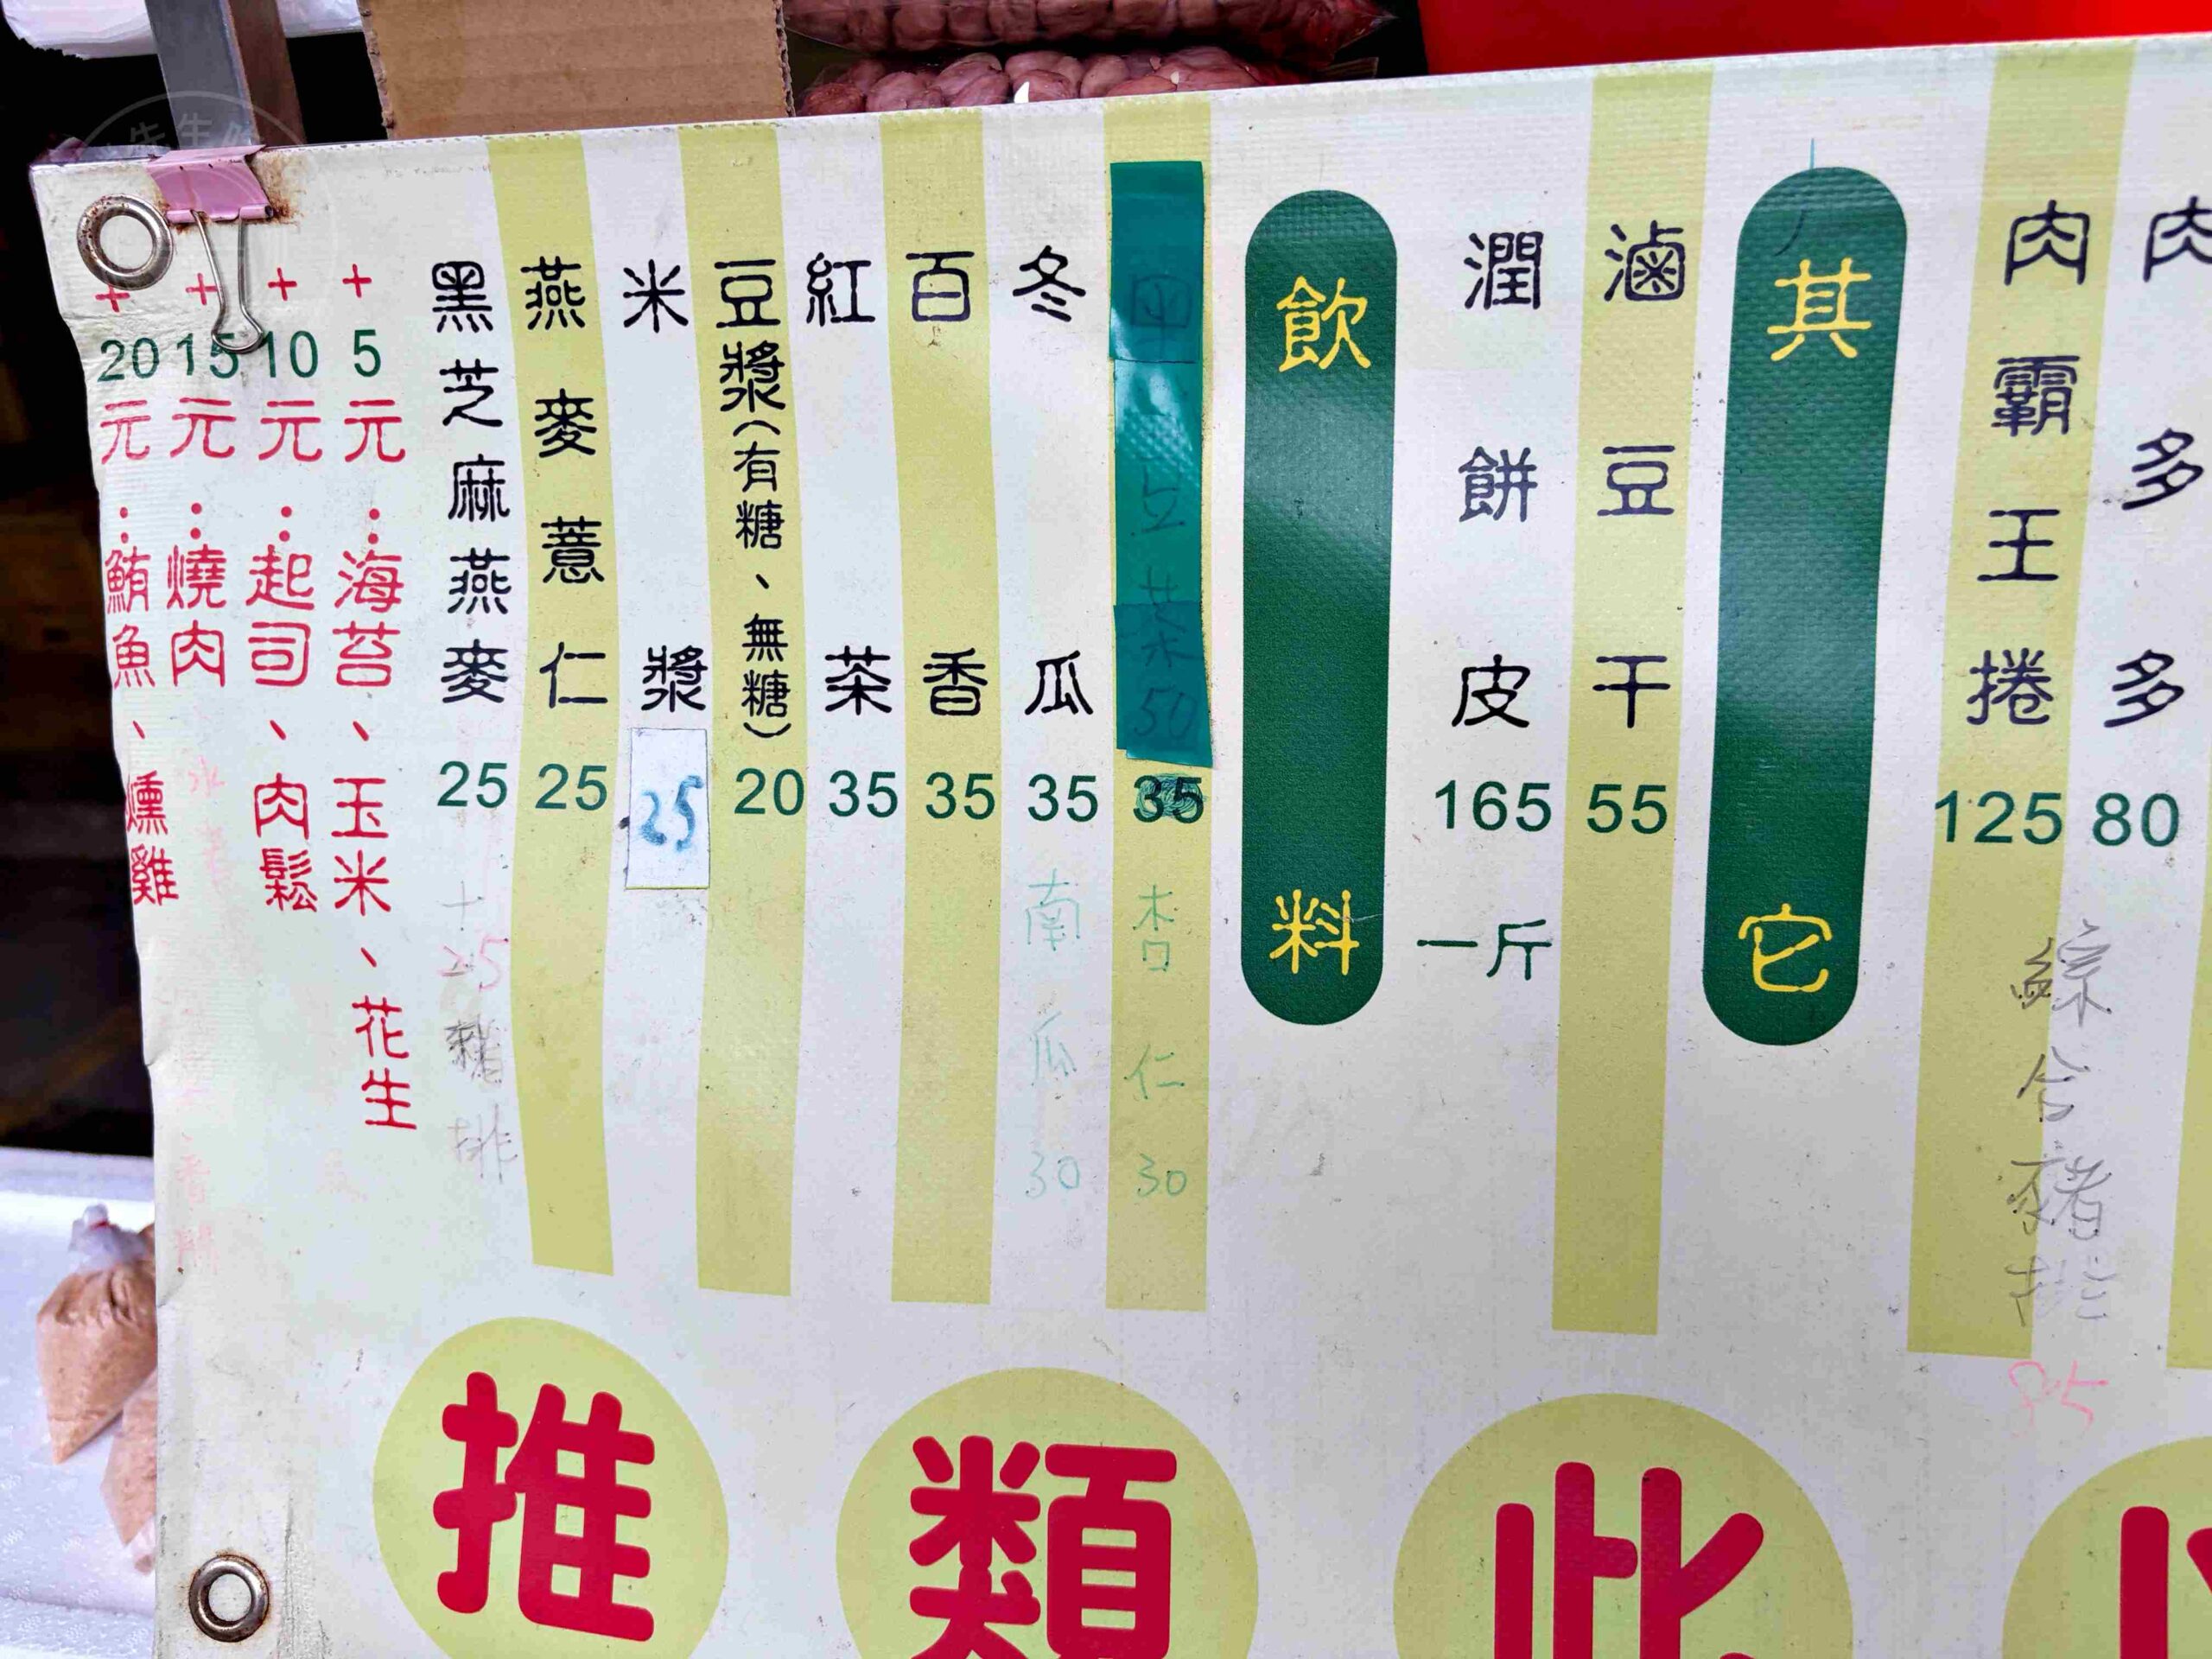 肉多多 80
肉霸王捲 125
綜合豬排 85
其它
滷豆干 55
潤餅皮 165 一斤
飲料
50
35
杏仁 30
冬瓜 35
南瓜 30
百香 35
紅茶 35
豆漿(有糖、無糖) 20
米漿 25
燕麥薏仁 25
黑芝麻燕麥 25
+25豬排
+5元:海苔、玉米、花生
+10元:起司、肉鬆
+15元:燒肉
+20元:鮪魚、燻雞
此類推